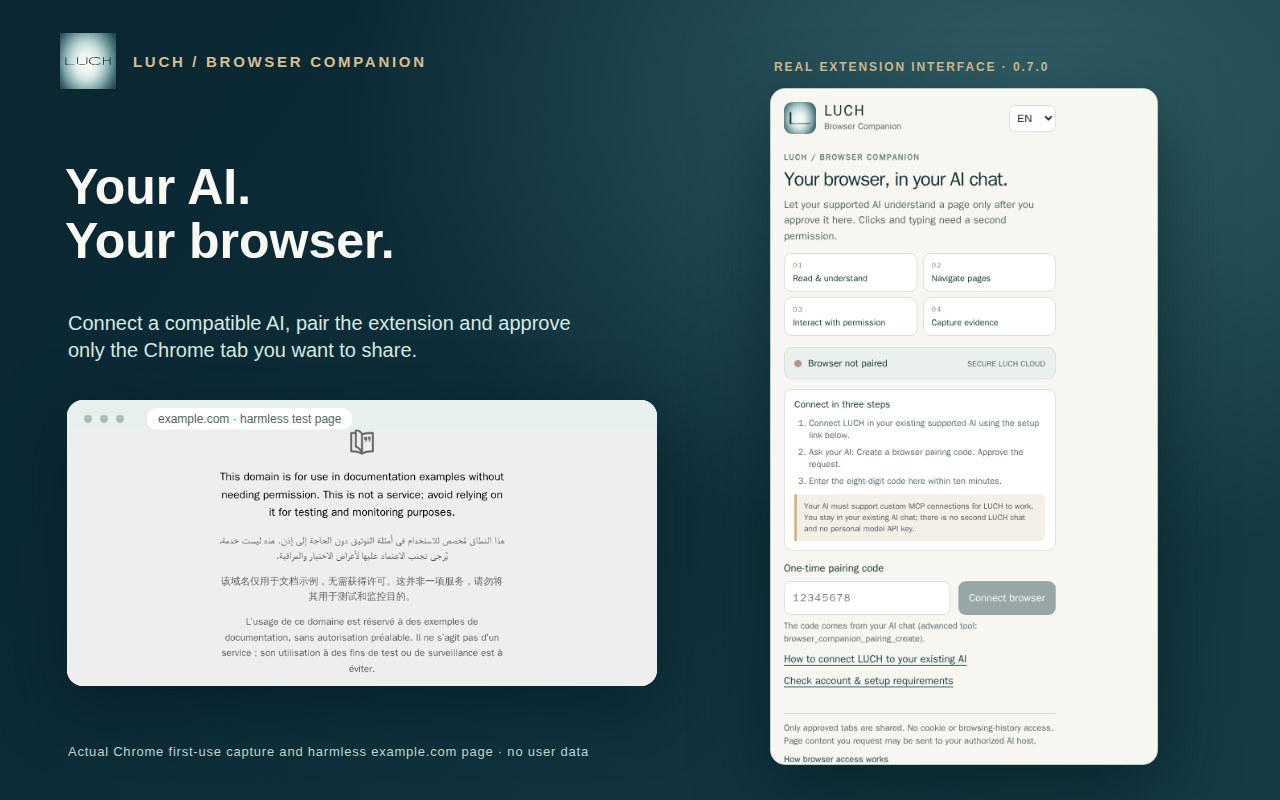 LUCH
LUCH / BROWSER COMPANION
Your AI.
Your browser.
Connect a compatible AI, pair the extension and approve
only the Chrome tab you want to share.
example.com · harmless test page
This domain is for use in documentation examples without
needing permission. This is not a service; avoid relying on
it for testing and monitoring purposes.
هذا النطاق مُخصص للاستخدام في أمثلة التوثيق دون الحاجة إلى إذن. هذه ليست خدمة،
يُرجى تجنب الاعتماد عليها لأغراض الاختبار والمراقبة.
该域名仅用于文档示例，无需获得许可。这并非一项服务，请勿将
其用于测试和监控目的。
L'usage de ce domaine est réservé à des exemples de
documentation, sans autorisation préalable. Il ne s'agit pas d'un
service ; son utilisation à des fins de test ou de surveillance est à
éviter.
Actual Chrome first-use capture and harmless example.com page · no user data
REAL EXTENSION INTERFACE · 0.7.0
LUCH
Browser Companion
EN
LUCH / BROWSER COMPANION
Your browser, in your AI chat.
Let your supported AI understand a page only after you
approve it here. Clicks and typing need a second
permission.
01
Read & understand
02
Navigate pages
03
Interact with permission
04
Capture evidence
Browser not paired
SECURE LUCH CLOUD
Connect in three steps
1. Connect LUCH in your existing supported AI using the setup
link below.
2. Ask your AI: Create a browser pairing code. Approve the
request.
3. Enter the eight-digit code here within ten minutes.
Your AI must support custom MCP connections for LUCH to work.
You stay in your existing AI chat; there is no second LUCH chat
and no personal model API key.
One-time pairing code
12345678
Connect browser
The code comes from your AI chat (advanced tool:
browser_companion_pairing_create).
How to connect LUCH to your existing AI
Check account & setup requirements
Only approved tabs are shared. No cookie or browsing-history access.
Page content you request may be sent to your authorized AI host.
How browser access works